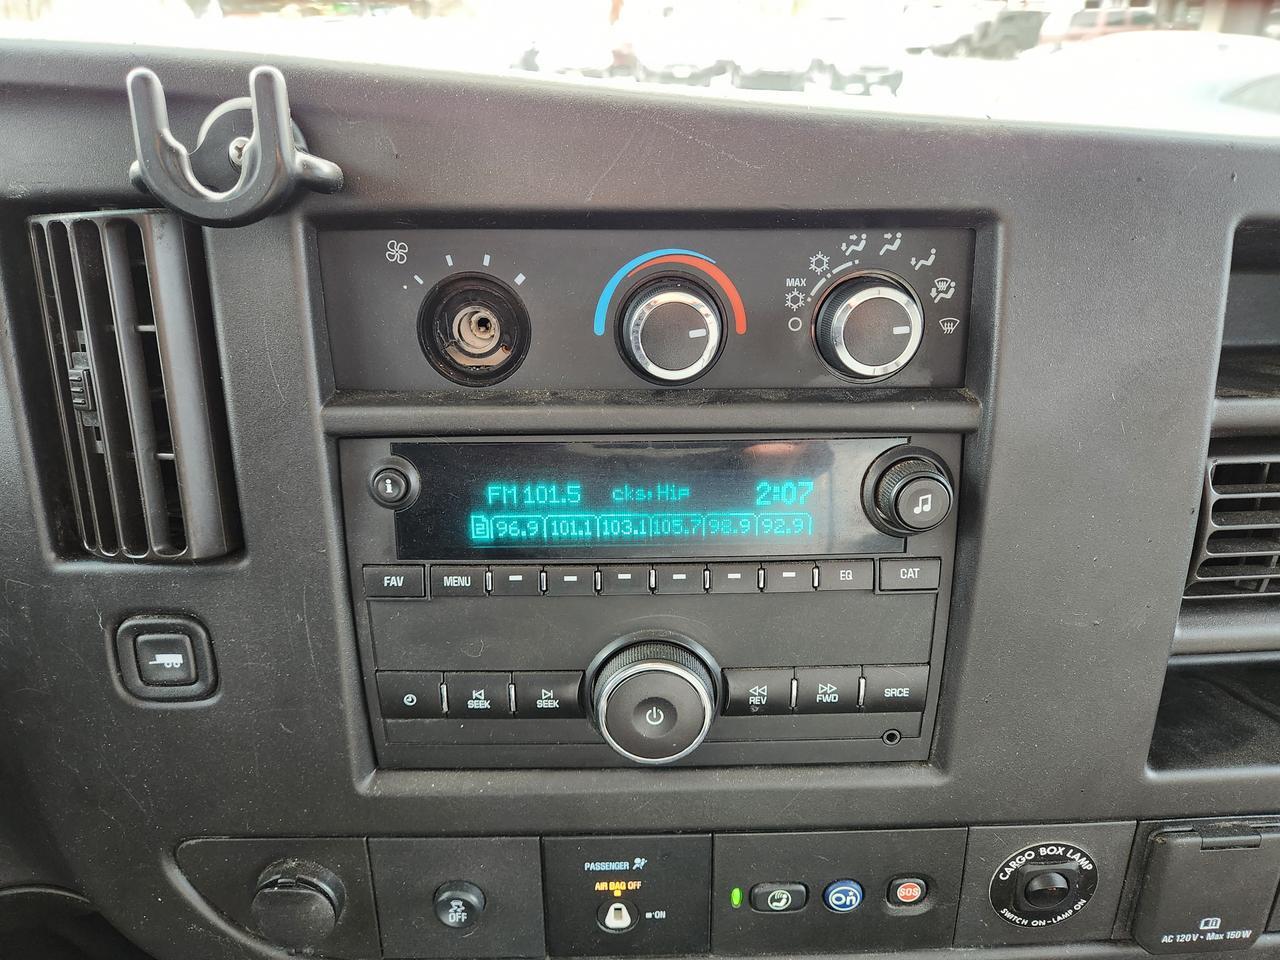 MAX
FM 101.5 cks:Hip 2:07
2 96.9 101.1 103.1 105.7 98.9 92.9
FAV MENU EQ CAT
SEEK SEEK REV FWD SRCE
PASSENGER
AIR BAG OFF
ON
OFF
On
SOS
CARGO BOX LAMP
SWITCH ON-LAMP ON
AC 120V • Max 150W